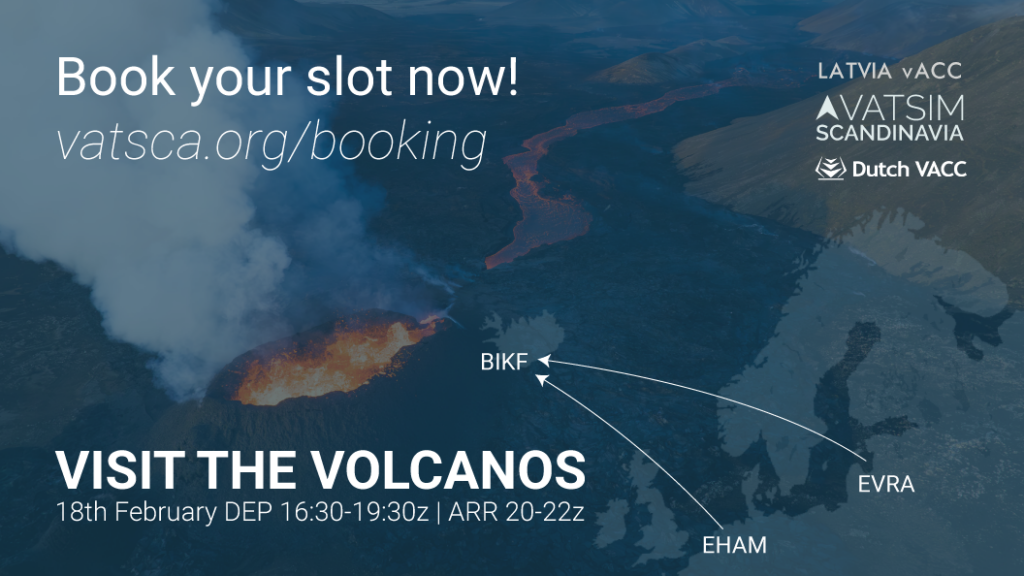 Book your slot now!
vatsca.org/booking
LATVIA vACC
VATSIM
SCANDINAVIA
Dutch VACC
BIKF
EVRA
EHAM
VISIT THE VOLCANOS
18th February DEP 16:30-19:30z | ARR 20-22z